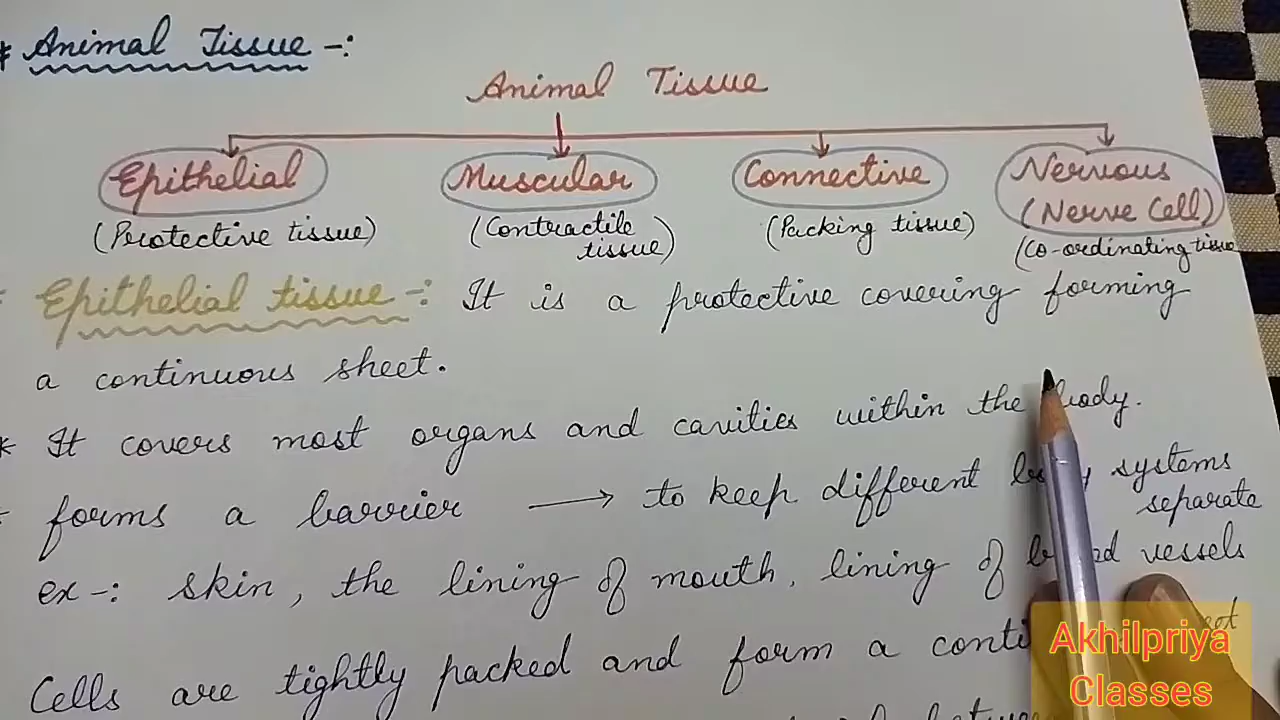 * Animal Tissue -:
Animal Tissue
Epithelial Muscular Connective Nervous
(Nerve Cell)
(Protective tissue) (Contractile tissue) (Packing tissue) (Co-ordinating tissue
* Epithelial tissue -: It is a protective covering forming
a continuous sheet.
* It covers most organs and cavities within the body.
* forms a barrier → to keep different systems
separate
ex -: skin, the lining of mouth, lining of vessels
Cells are tightly packed and form a
Akhilpriya
Classes